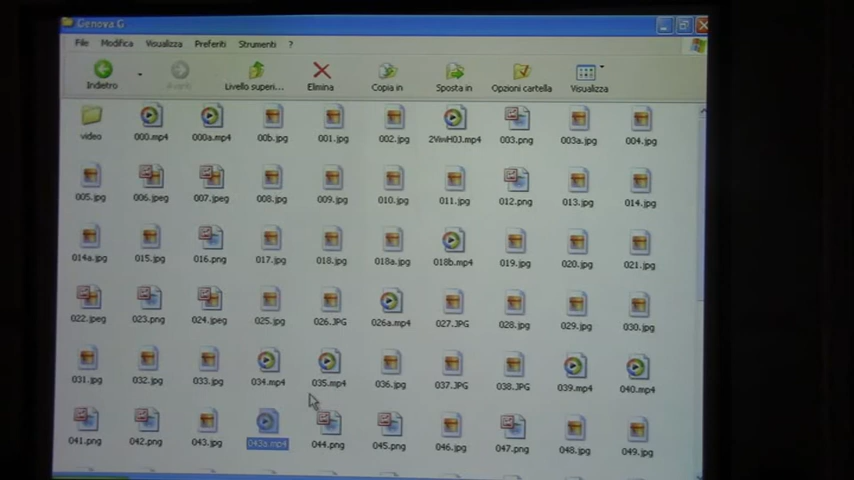 Genova G
File Modifica Visualizza Preferiti Strumenti ?
Indietro Avanti Livello superi... Elimina Copia in Sposta in Opzioni cartella Visualizza
video 000.mp4 000a.mp4 00b.jpg 001.jpg 002.jpg 003.png 003a.jpg 004.jpg
005.jpg 006.jpeg 007.jpeg 008.jpg 009.jpg 010.jpg 011.jpg 012.png 013.jpg 014.jpg
014a.jpg 015.jpg 016.png 017.jpg 018.jpg 018a.jpg 018b.mp4 019.jpg 020.jpg 021.jpg
022.jpeg 023.png 024.jpeg 025.jpg 026.JPG 026a.mp4 027.JPG 028.jpg 029.jpg 030.jpg
031.jpg 032.jpg 033.jpg 034.mp4 035.mp4 036.jpg 037.JPG 038.JPG 039.mp4 040.mp4
041.png 042.png 043.jpg 043a.mp4 044.png 045.png 046.jpg 047.png 048.jpg 049.jpg